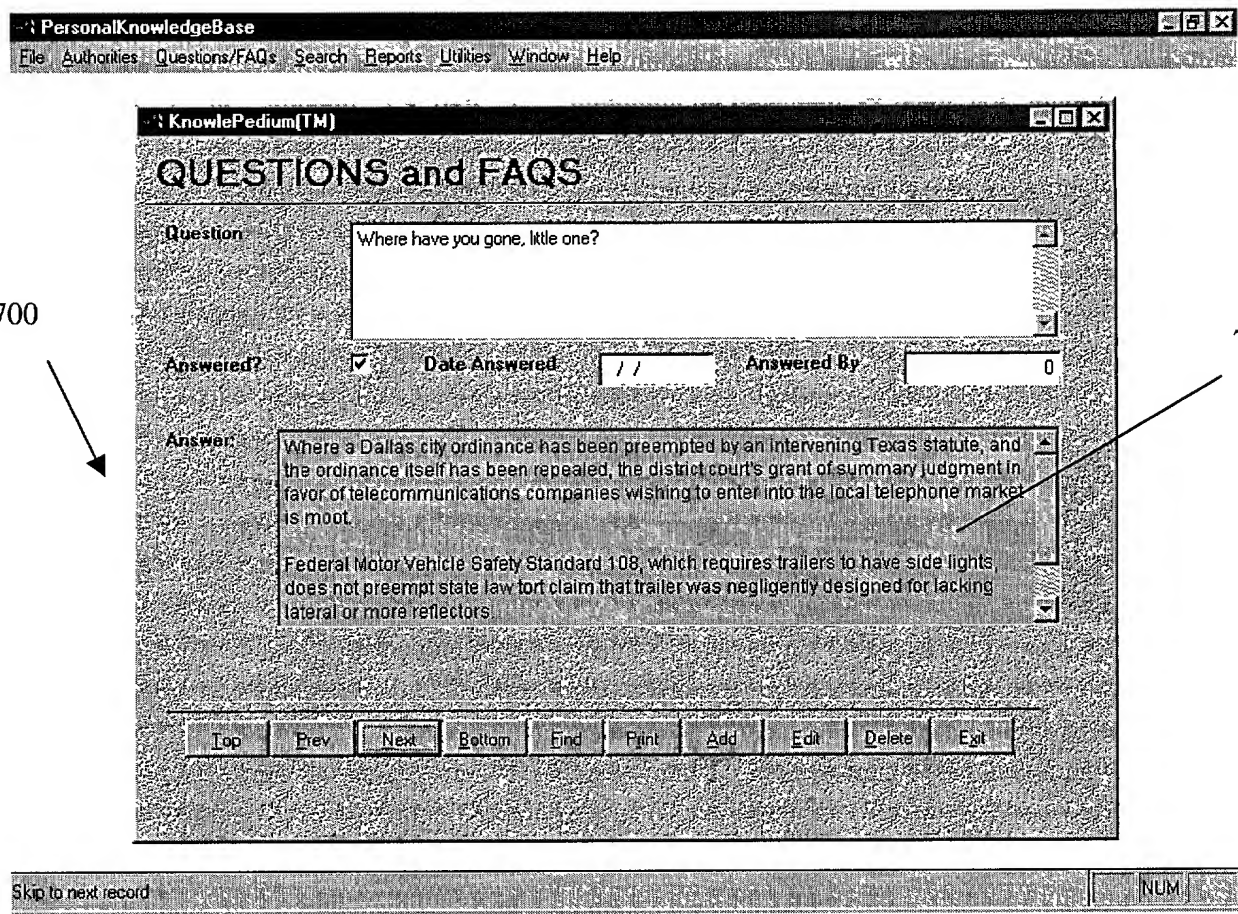 PersonalKnowledgeBase
File Authorities Questions/FAQs Search Reports Utilities Window Help
KnowlePedium(TM)
QUESTIONS and FAQS
Question
Where have you gone, little one?
700
Answered? Date Answered / / Answered By 0
Answer:
Where a Dallas city ordinance has been preempted by an intervening Texas statute, and
the ordinance itself has been repealed, the district court's grant of summary judgment in
favor of telecommunications companies wishing to enter into the local telephone market
is moot.
Federal Motor Vehicle Safety Standard 108, which requires trailers to have side lights,
does not preempt state law tort claim that trailer was negligently designed for lacking
lateral or more reflectors.
Top Prev Next Bottom Find Print Add Edit Delete Exit
Skip to next record NUM